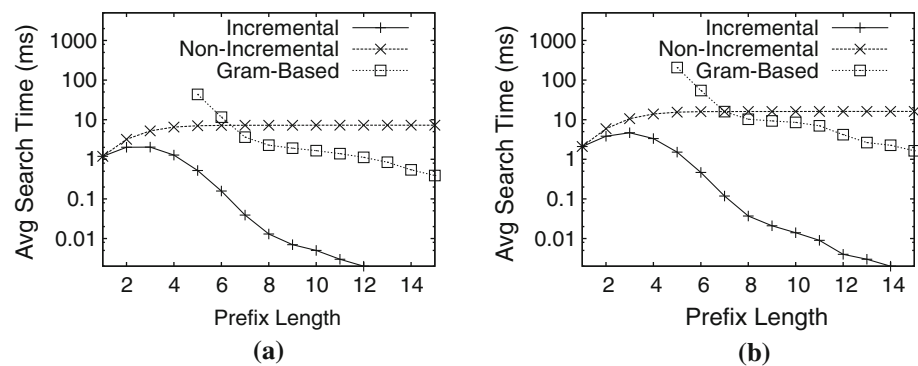 Avg Search Time (ms)
1000
100
10
1
0.1
0.01
Incremental
Non-Incremental
Gram-Based
2 4 6 8 10 12 14
Prefix Length
(a)
Avg Search Time (ms)
1000
100
10
1
0.1
0.01
Incremental
Non-Incremental
Gram-Based
2 4 6 8 10 12 14
Prefix Length
(b)